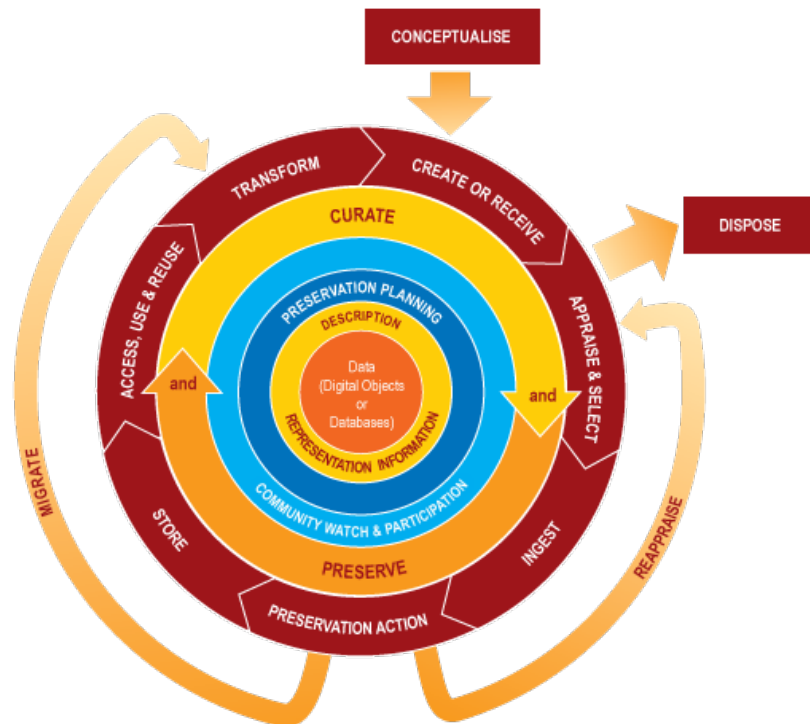 CONCEPTUALISE
CREATE OR RECEIVE
DISPOSE
APPRAISE & SELECT
REAPPRAISE
INGEST
PRESERVATION ACTION
MIGRATE
STORE
ACCESS, USE & REUSE
TRANSFORM
CURATE
and
PRESERVE
and
COMMUNITY WATCH & PARTICIPATION
PRESERVATION PLANNING
DESCRIPTION
REPRESENTATION INFORMATION
Data
(Digital Objects
or
Databases)